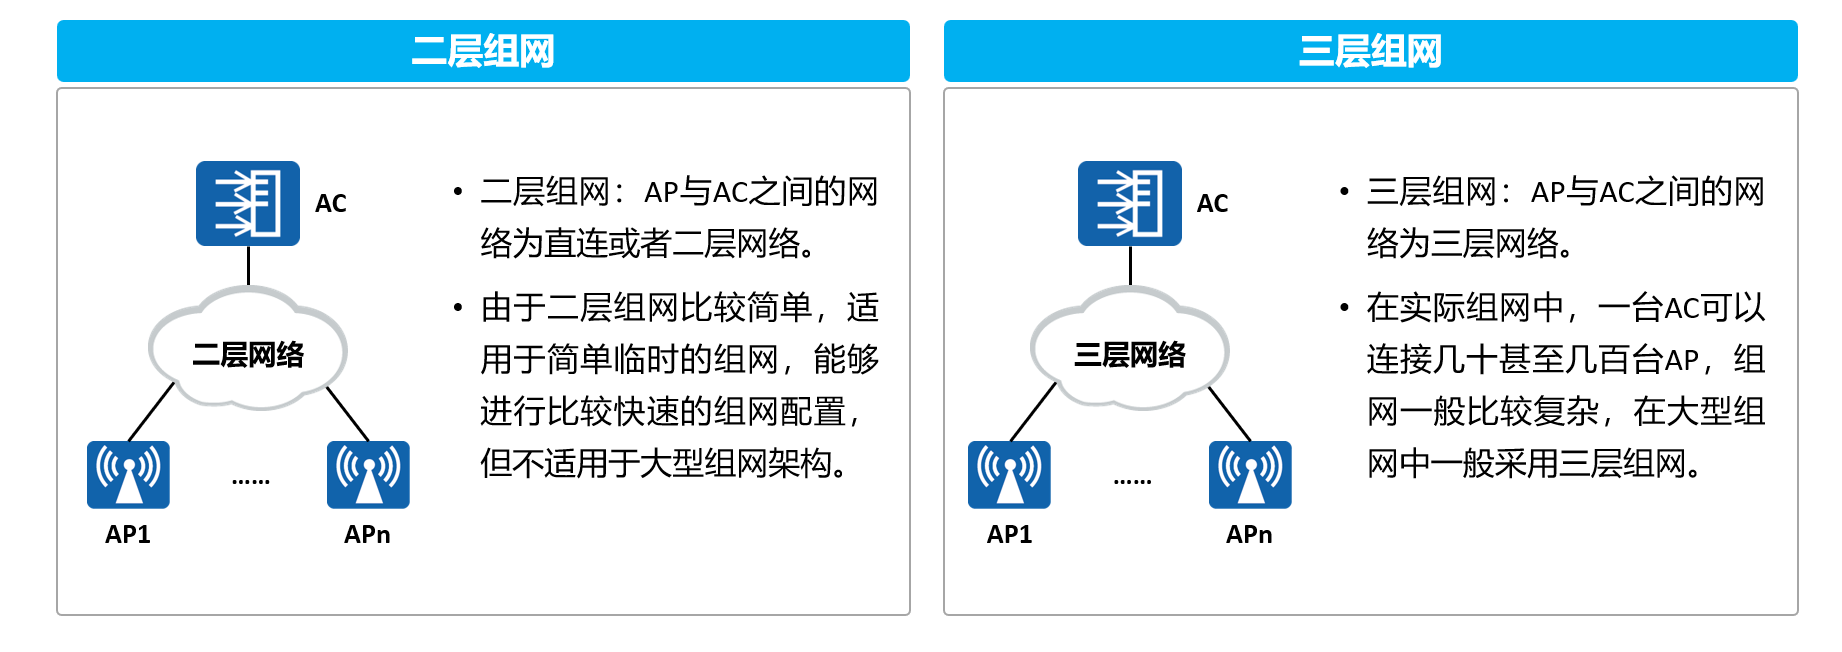 二层组网
AC
二层网络
AP1
……
APn
• 二层组网：AP与AC之间的网
络为直连或者二层网络。
• 由于二层组网比较简单，适
用于简单临时的组网，能够
进行比较快速的组网配置，
但不适用于大型组网架构。
三层组网
AC
三层网络
AP1
……
APn
• 三层组网：AP与AC之间的网
络为三层网络。
• 在实际组网中，一台AC可以
连接几十甚至几百台AP，组
网一般比较复杂，在大型组
网中一般采用三层组网。